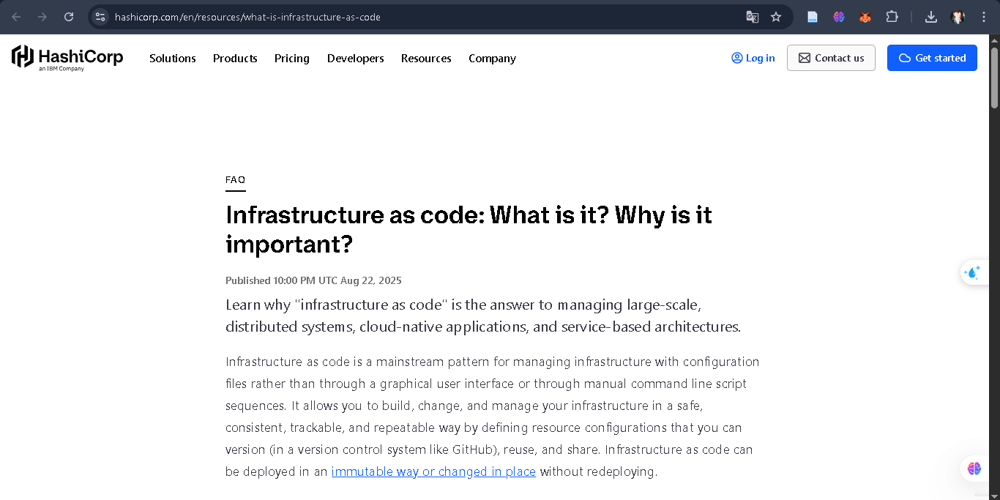 hashicorp.com/en/resources/what-is-infrastructure-as-code
HashiCorp
an IBM Company
Solutions
Products
Pricing
Developers
Resources
Company
Log in
Contact us
Get started
FAQ
Infrastructure as code: What is it? Why is it
important?
Published 10:00 PM UTC Aug 22, 2025
Learn why "infrastructure as code" is the answer to managing large-scale,
distributed systems, cloud-native applications, and service-based architectures.
Infrastructure as code is a mainstream pattern for managing infrastructure with configuration
files rather than through a graphical user interface or through manual command line script
sequences. It allows you to build, change, and manage your infrastructure in a safe,
consistent, trackable, and repeatable way by defining resource configurations that you can
version (in a version control system like GitHub), reuse, and share. Infrastructure as code can
be deployed in an immutable way or changed in place without redeploying.